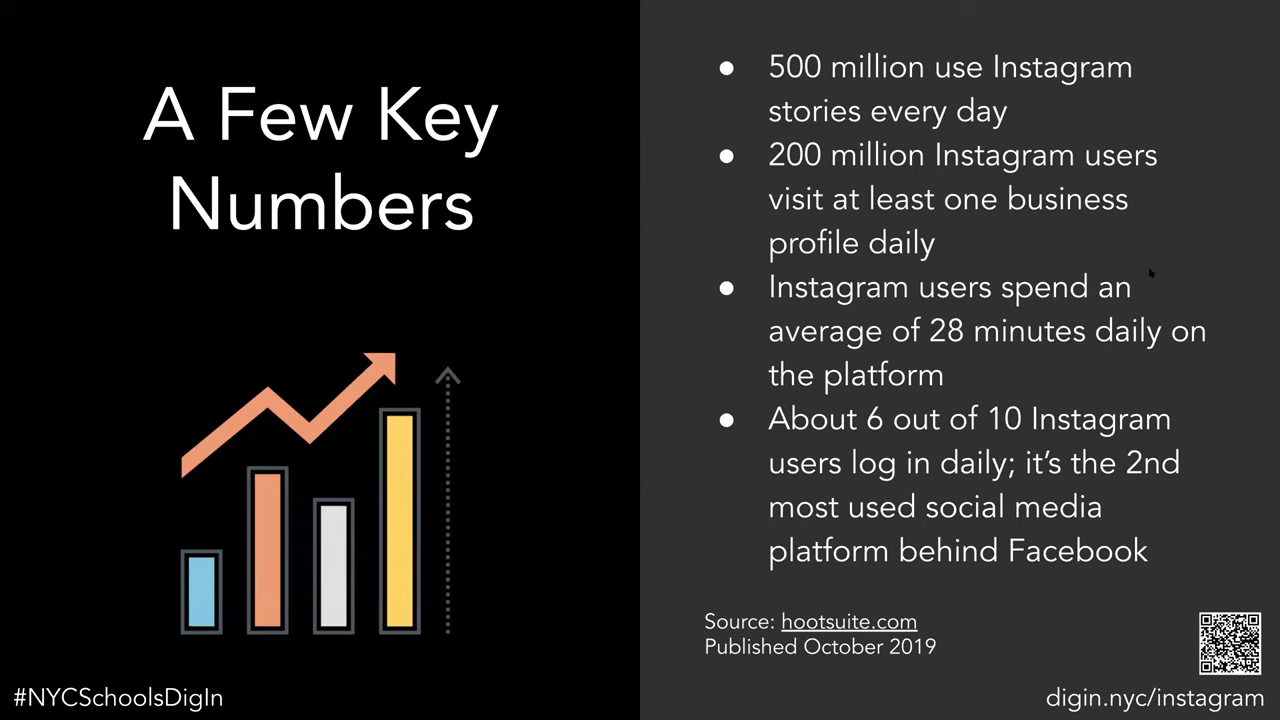 A Few Key
Numbers
● 500 million use Instagram
stories every day
● 200 million Instagram users
visit at least one business
profile daily
● Instagram users spend an
average of 28 minutes daily on
the platform
● About 6 out of 10 Instagram
users log in daily; it's the 2nd
most used social media
platform behind Facebook
Source: hootsuite.com
Published October 2019
#NYCSchoolsDigIn
digin.nyc/instagram